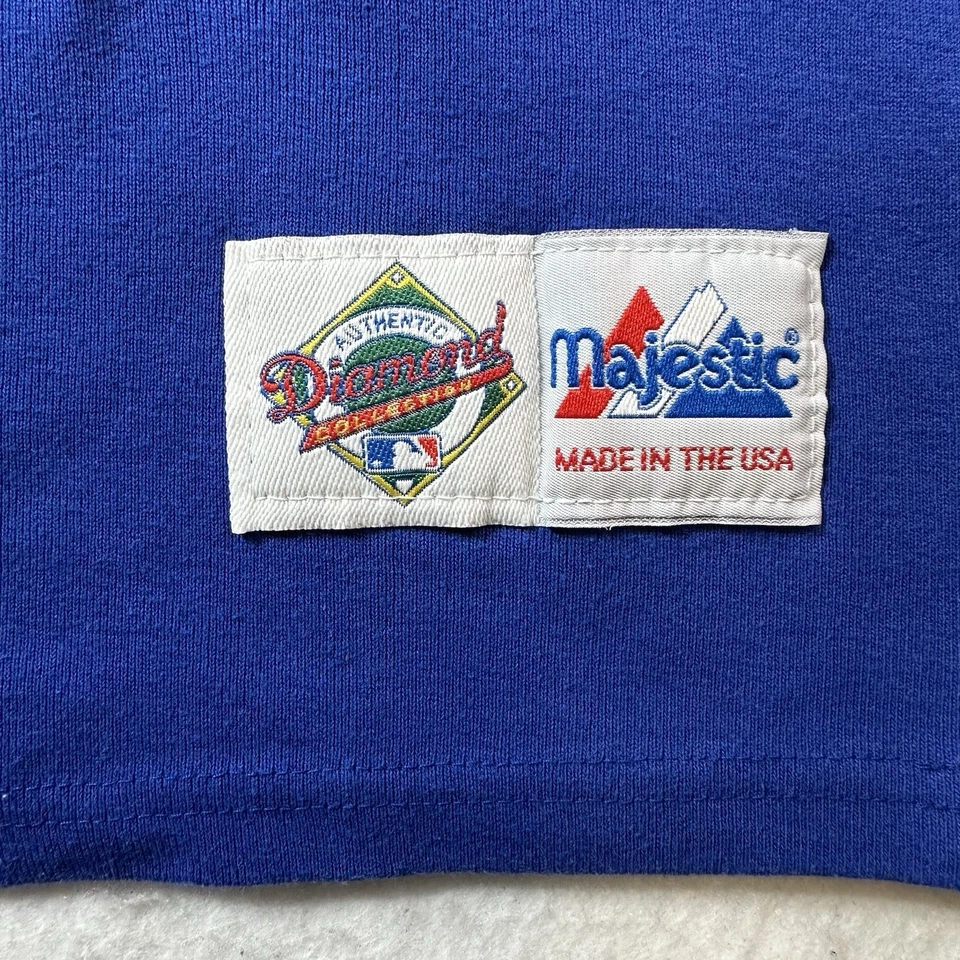 AUTHENTIC
Diamond
COLLECTION
Majestic®
MADE IN THE USA